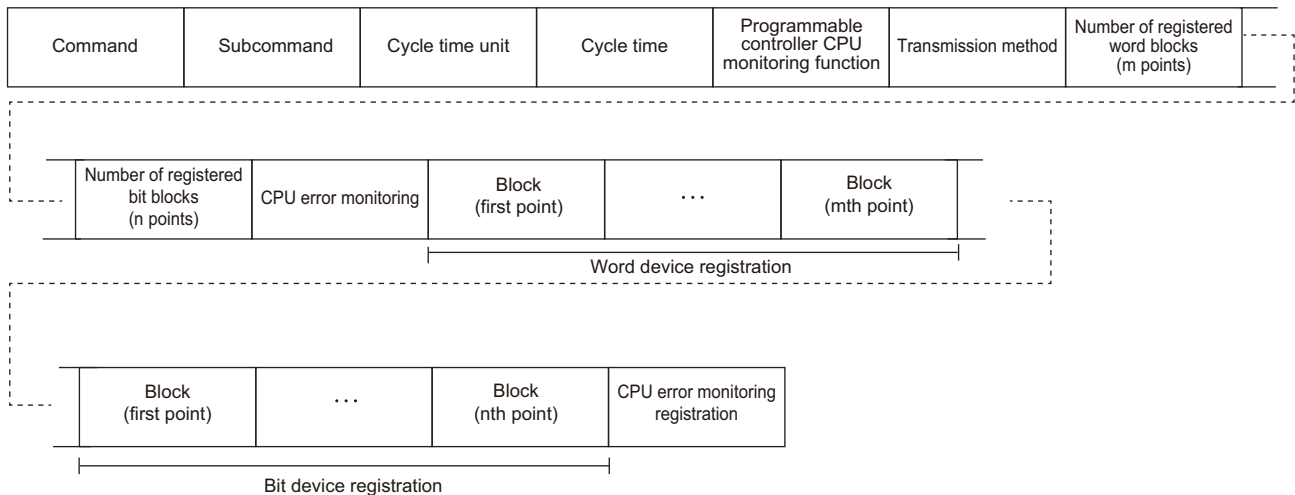 Command
Subcommand
Cycle time unit
Cycle time
Programmable
controller CPU
monitoring function
Transmission method
Number of registered
word blocks
(m points)
Number of registered
bit blocks
(n points)
CPU error monitoring
Block
(first point)
...
Block
(mth point)
Word device registration
Block
(first point)
...
Block
(nth point)
CPU error monitoring
registration
Bit device registration